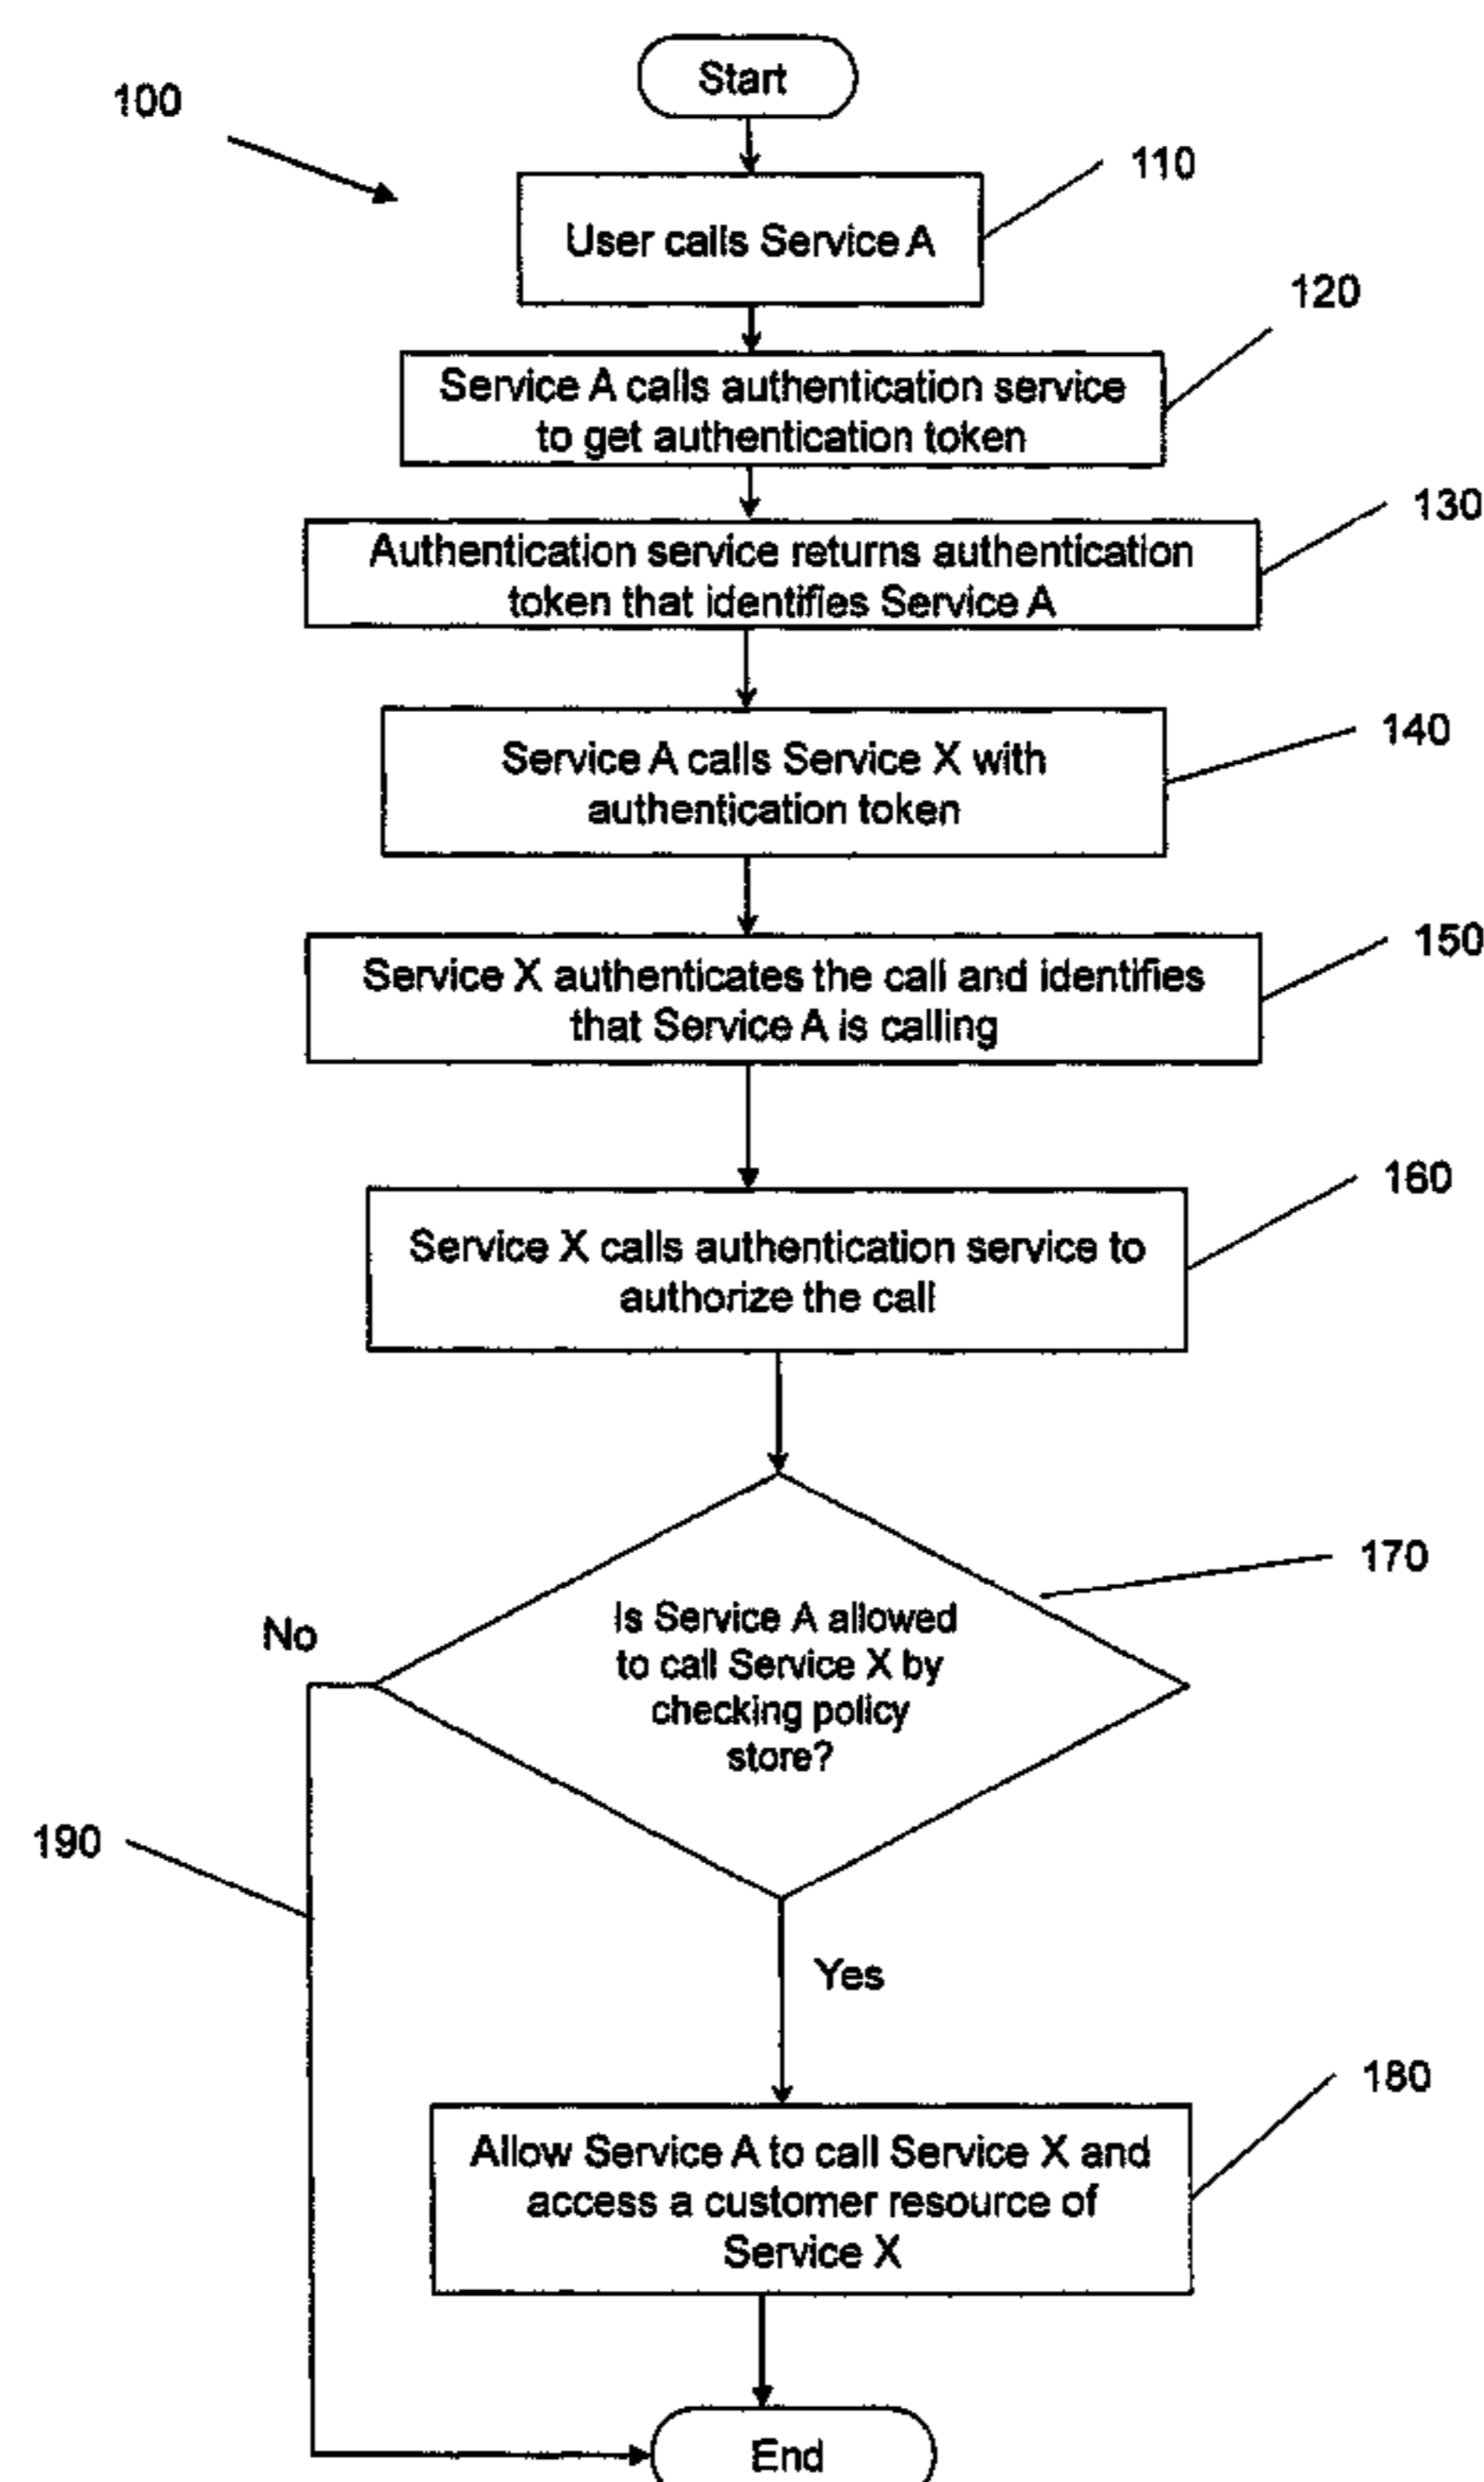 Start
100
110
User calls Service A
120
Service A calls authentication service
to get authentication token
130
Authentication service returns authentication
token that identifies Service A
140
Service A calls Service X with
authentication token
150
Service X authenticates the call and identifies
that Service A is calling
160
Service X calls authentication service to
authorize the call
170
Is Service A allowed
to call Service X by
checking policy
store?
No
190
Yes
180
Allow Service A to call Service X and
access a customer resource of
Service X
End